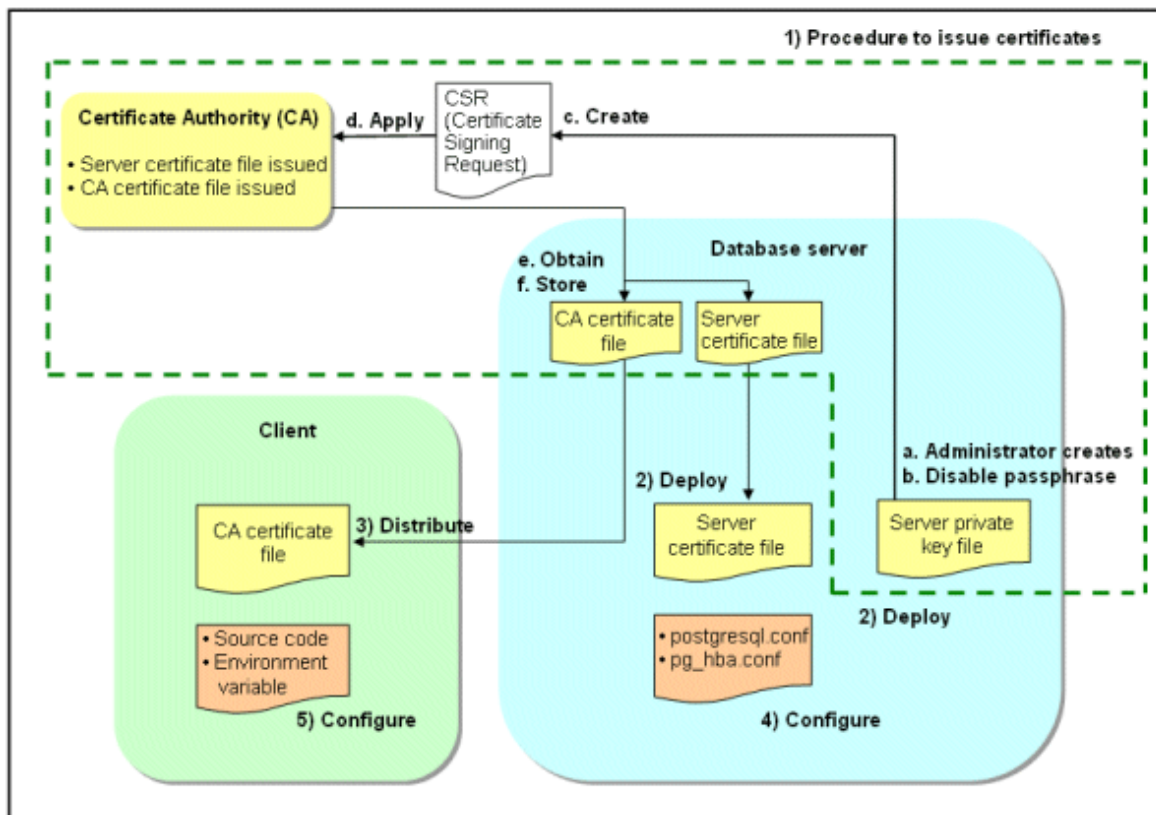 1) Procedure to issue certificates
Certificate Authority (CA)
• Server certificate file issued
• CA certificate file issued
d. Apply
CSR
(Certificate
Signing
Request)
c. Create
Database server
e. Obtain
f. Store
CA certificate
file
Server
certificate file
Client
a. Administrator creates
b. Disable passphrase
2) Deploy
CA certificate
file
3) Distribute
Server
certificate file
Server private
key file
2) Deploy
• Source code
• Environment
variable
5) Configure
• postgresql.conf
• pg_hba.conf
4) Configure